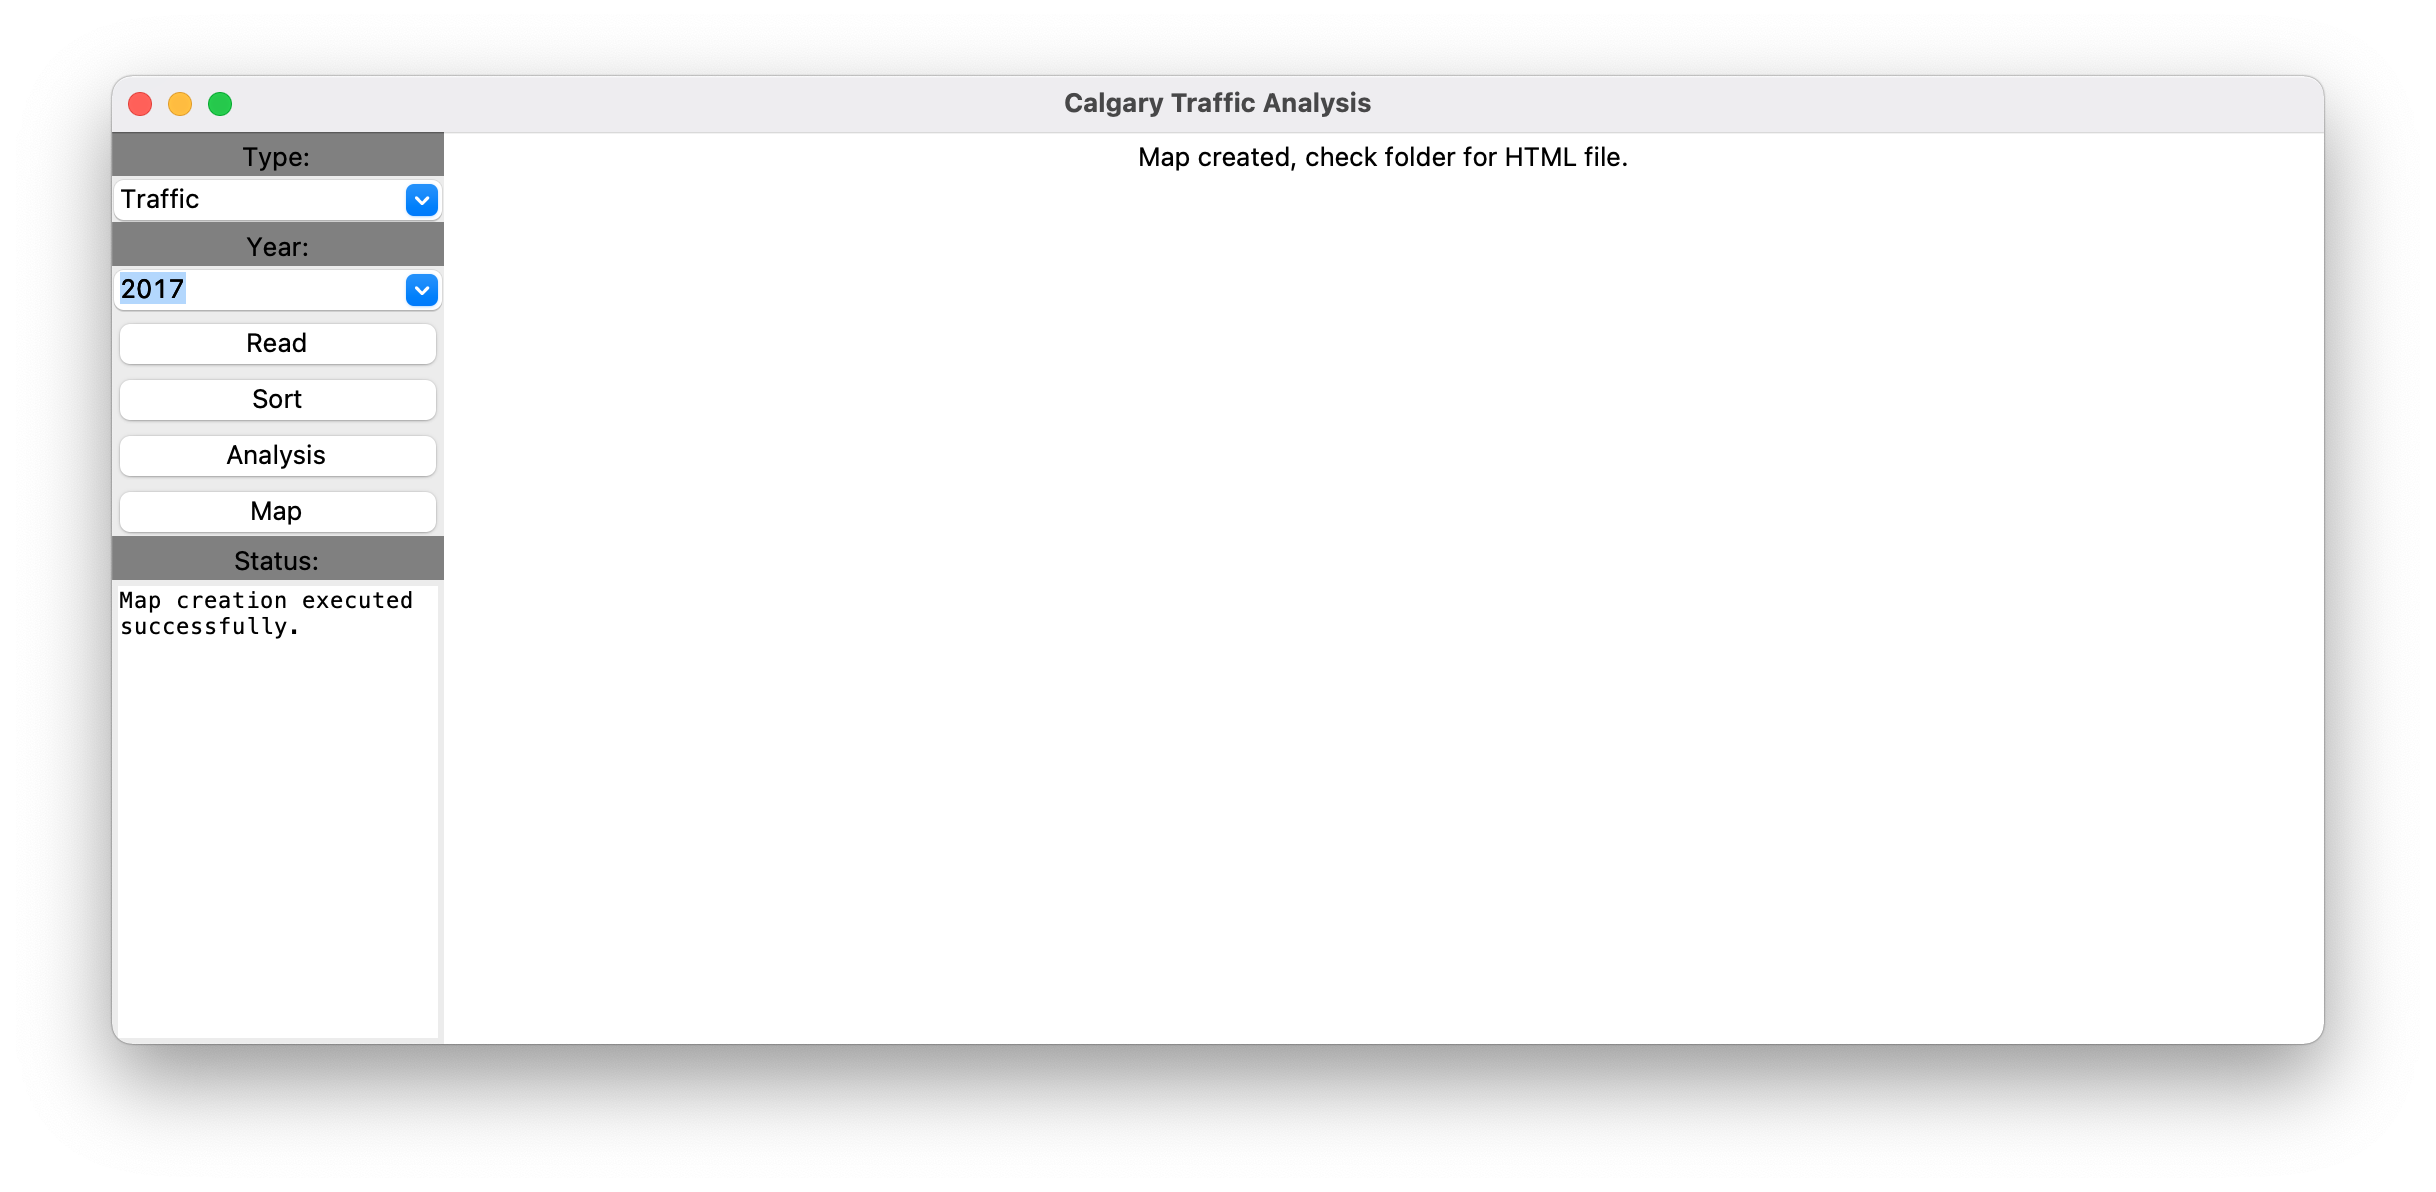 Calgary Traffic Analysis
Type:
Traffic
Year:
2017
Read
Sort
Analysis
Map
Status:
Map creation executed
successfully.
Map created, check folder for HTML file.